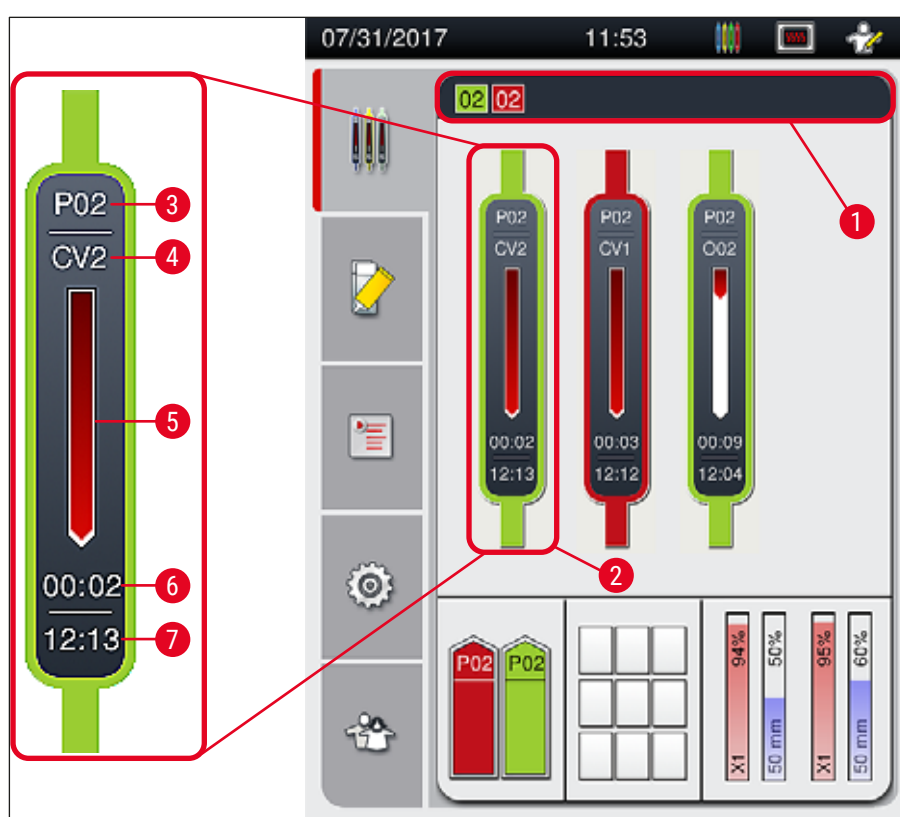 07/31/2017 11:53
02 02
P02 3
CV2 4
5
00:02 6
12:13 7
1
P02 P02 P02
CV2 CV1 O02
00:02 00:03 00:09
12:13 12:12 12:04
2
P02 P02
94% 50% 95% 60%
X1 50 mm X1 50 mm